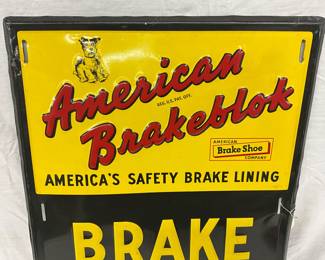 American
REG. U.S. PAT. OFF.
Brakeblok
AMERICAN
Brake Shoe
COMPANY
AMERICA'S SAFETY BRAKE LINING
BRAKE